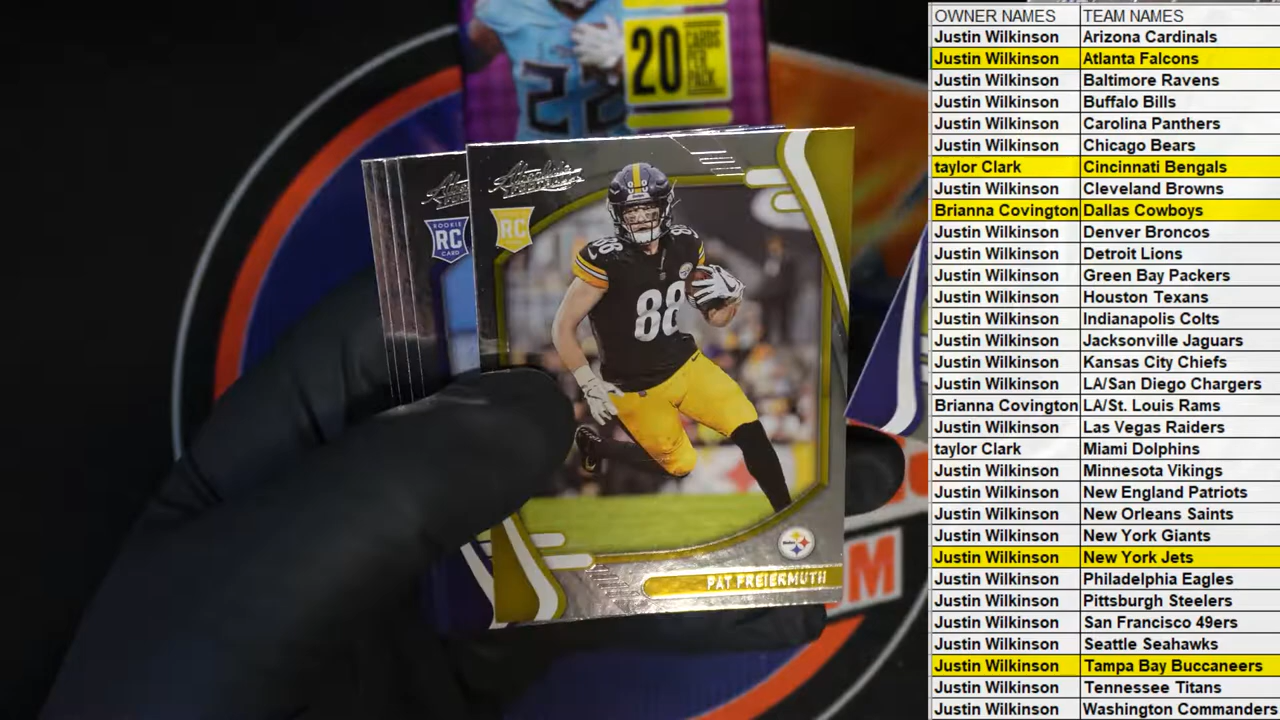 20 CARDS PER PACK
22
Absolute
RC
ROOKIE
RC
CARD
88
88
PAT FREIERMUTH
Steelers
M
OWNER NAMES TEAM NAMES
Justin Wilkinson Arizona Cardinals
Justin Wilkinson Atlanta Falcons
Justin Wilkinson Baltimore Ravens
Justin Wilkinson Buffalo Bills
Justin Wilkinson Carolina Panthers
Justin Wilkinson Chicago Bears
taylor Clark Cincinnati Bengals
Justin Wilkinson Cleveland Browns
Brianna Covington Dallas Cowboys
Justin Wilkinson Denver Broncos
Justin Wilkinson Detroit Lions
Justin Wilkinson Green Bay Packers
Justin Wilkinson Houston Texans
Justin Wilkinson Indianapolis Colts
Justin Wilkinson Jacksonville Jaguars
Justin Wilkinson Kansas City Chiefs
Justin Wilkinson LA/San Diego Chargers
Brianna Covington LA/St. Louis Rams
Justin Wilkinson Las Vegas Raiders
taylor Clark Miami Dolphins
Justin Wilkinson Minnesota Vikings
Justin Wilkinson New England Patriots
Justin Wilkinson New Orleans Saints
Justin Wilkinson New York Giants
Justin Wilkinson New York Jets
Justin Wilkinson Philadelphia Eagles
Justin Wilkinson Pittsburgh Steelers
Justin Wilkinson San Francisco 49ers
Justin Wilkinson Seattle Seahawks
Justin Wilkinson Tampa Bay Buccaneers
Justin Wilkinson Tennessee Titans
Justin Wilkinson Washington Commanders